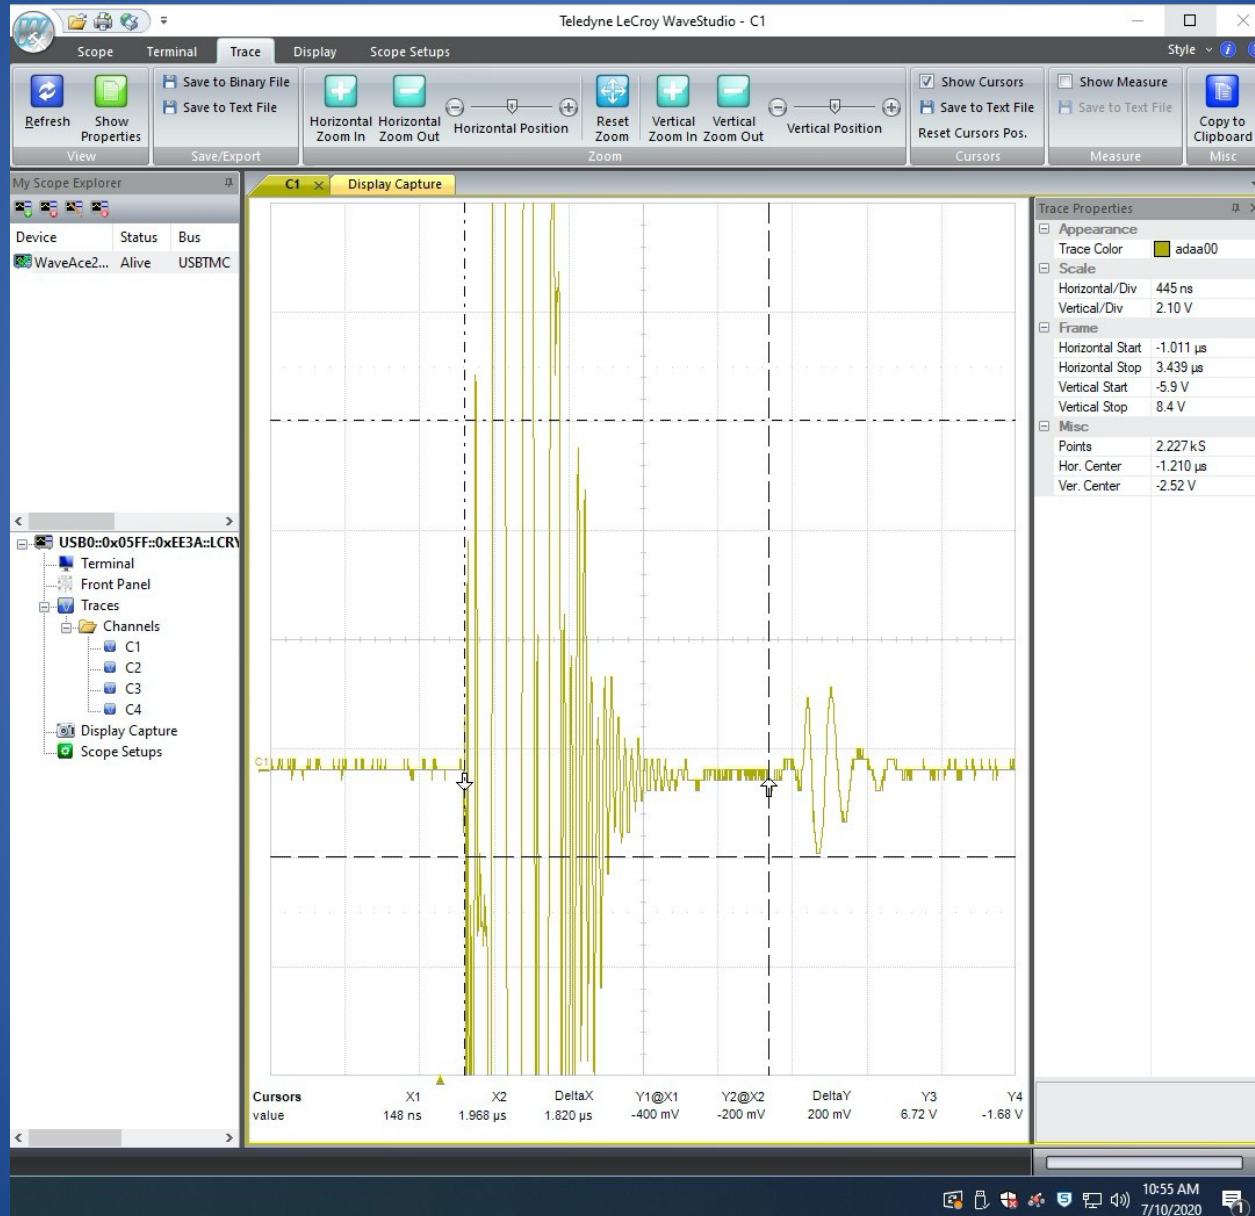 Teledyne LeCroy WaveStudio - C1
Scope Terminal Trace Display Scope Setups Style
Refresh
Show Properties
View
Save to Binary File
Save to Text File
Save/Export
Horizontal Zoom In
Horizontal Zoom Out
Horizontal Position
Reset Zoom
Vertical Zoom In
Vertical Zoom Out
Vertical Position
Zoom
Show Cursors
Save to Text File
Reset Cursors Pos.
Cursors
Show Measure
Save to Text File
Measure
Copy to Clipboard
Misc
My Scope Explorer
Device Status Bus
WaveAce2... Alive USBTMC
USB0::0x05FF::0xEE3A::LCRY
Terminal
Front Panel
Traces
Channels
C1
C2
C3
C4
Display Capture
Scope Setups
C1 Display Capture
C1
Cursors X1 X2 DeltaX Y1@X1 Y2@X2 DeltaY Y3 Y4
value 148 ns 1.968 µs 1.820 µs -400 mV -200 mV 200 mV 6.72 V -1.68 V
Trace Properties
Appearance
Trace Color adaa00
Scale
Horizontal/Div 445 ns
Vertical/Div 2.10 V
Frame
Horizontal Start -1.011 µs
Horizontal Stop 3.439 µs
Vertical Start -5.9 V
Vertical Stop 8.4 V
Misc
Points 2.227 kS
Hor. Center -1.210 µs
Ver. Center -2.52 V
10:55 AM
7/10/2020
1